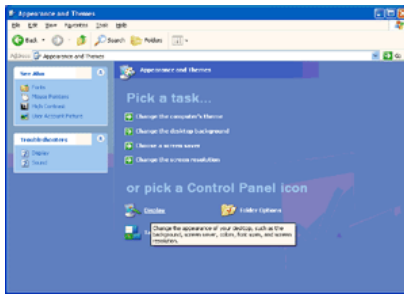 Appearance and Themes
File Edit View Favorites Tools Help
Back Search Folders
Address Appearance and Themes Go
See Also
Fonts
Mouse Pointers
High Contrast
User Account Picture
Troubleshooters
Display
Sound
Appearance and Themes
Pick a task...
Change the computer's theme
Change the desktop background
Choose a screen saver
Change the screen resolution
or pick a Control Panel icon
Display Folder Options
Change the appearance of your desktop, such as the
background, screen saver, colors, font sizes, and screen
resolution.